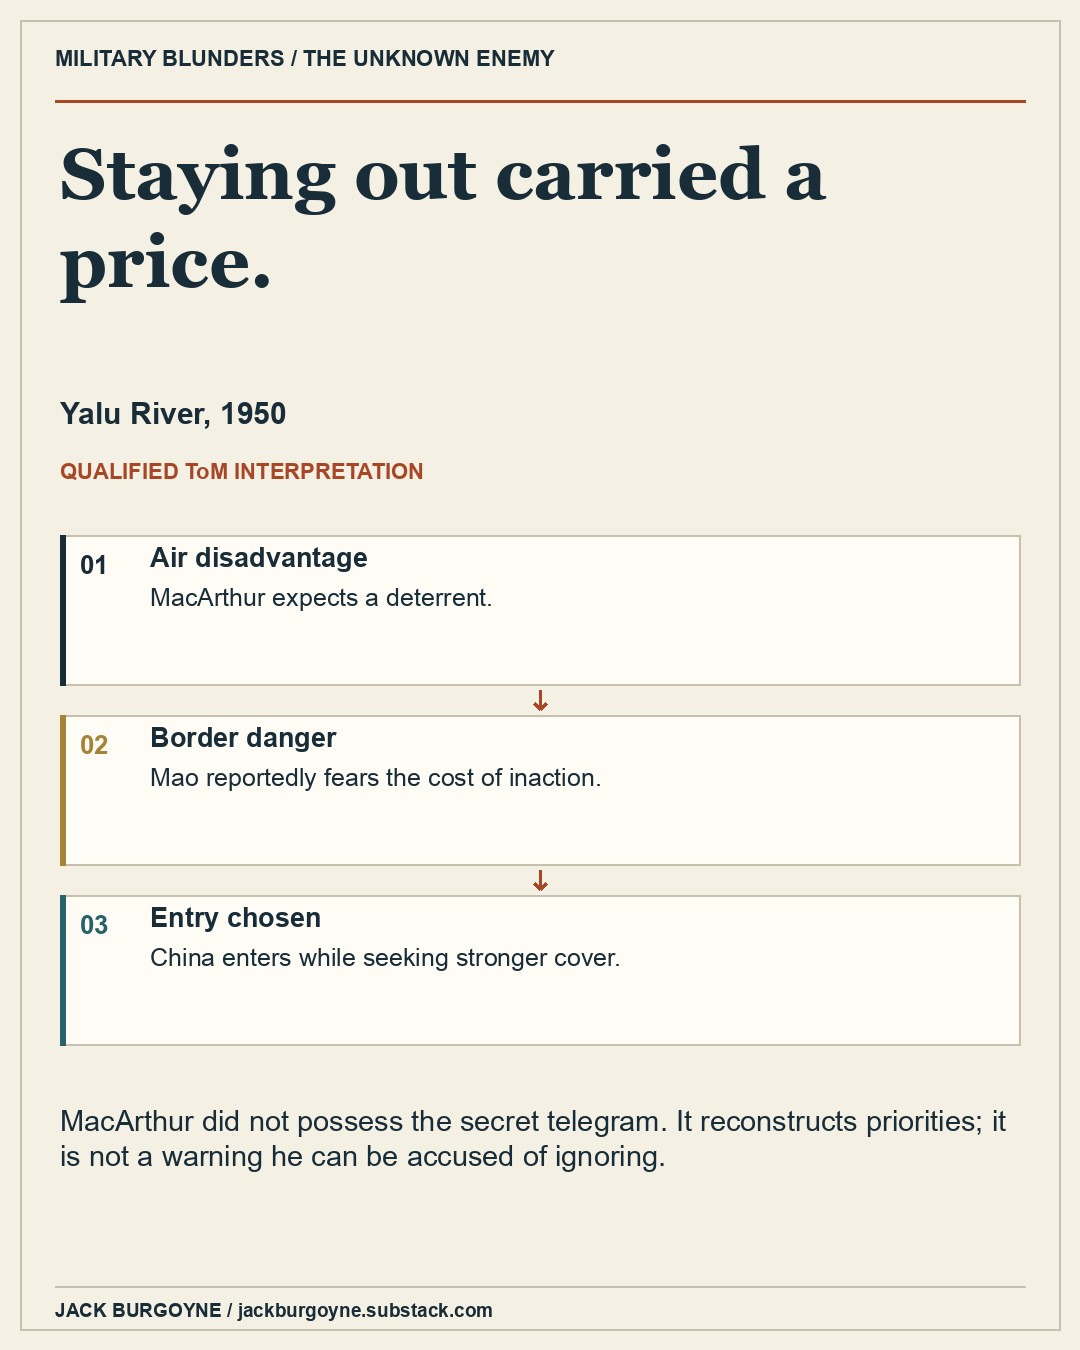 MILITARY BLUNDERS / THE UNKNOWN ENEMY
Staying out carried a
price.
Yalu River, 1950
QUALIFIED ToM INTERPRETATION
01
Air disadvantage
MacArthur expects a deterrent.
↓
02
Border danger
Mao reportedly fears the cost of inaction.
↓
03
Entry chosen
China enters while seeking stronger cover.
MacArthur did not possess the secret telegram. It reconstructs priorities; it
is not a warning he can be accused of ignoring.
JACK BURGOYNE / jackburgoyne.substack.com